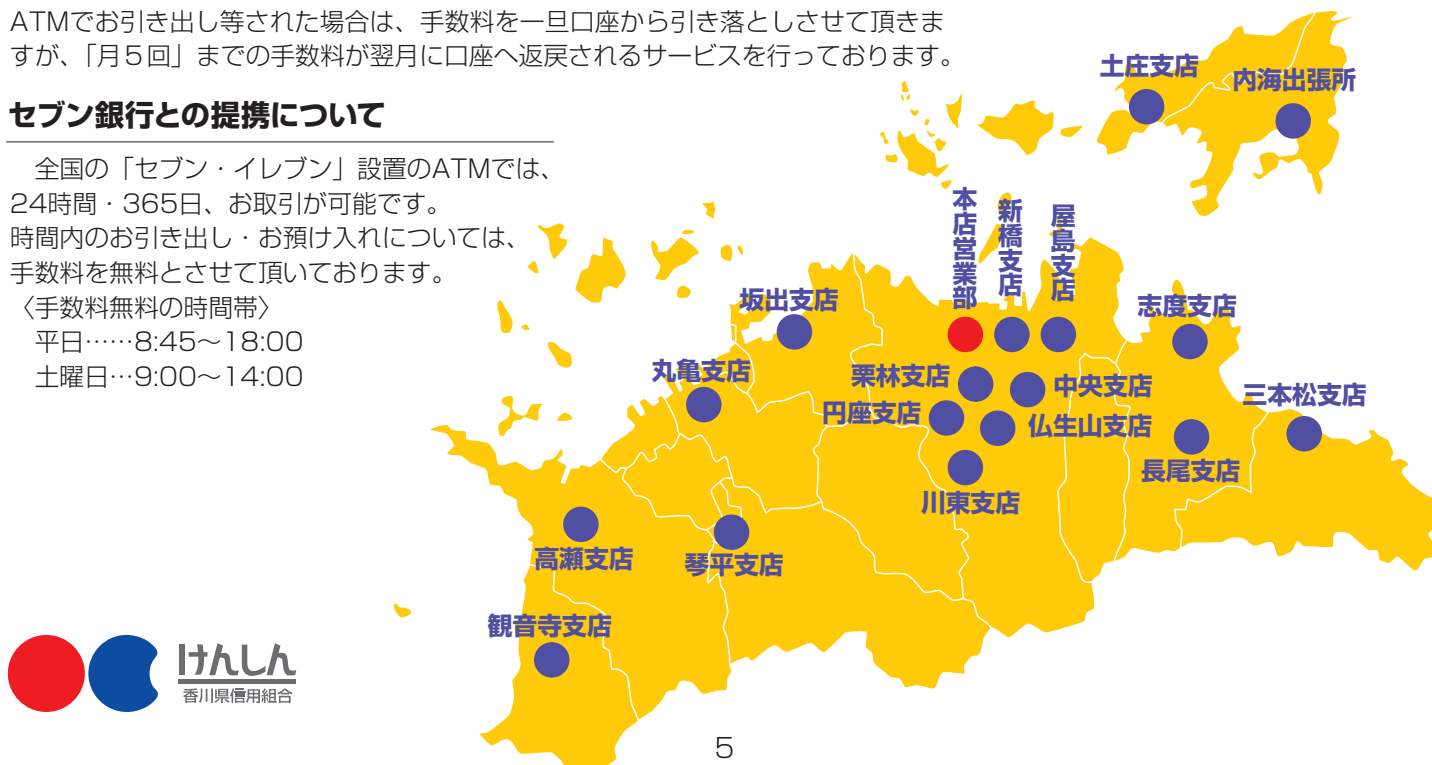 ATMでお引き出し等された場合は、手数料を一旦口座から引き落としさせて頂きま
すが、「月５回」までの手数料が翌月に口座へ返戻されるサービスを行っております。
セブン銀行との提携について
　全国の「セブン・イレブン」設置のATMでは、
24時間・365日、お取引が可能です。
時間内のお引き出し・お預け入れについては、
手数料を無料とさせて頂いております。
〈手数料無料の時間帯〉
平日……8:45～18:00
土曜日…9:00～14:00
土庄支店
内海出張所
本店営業部
新橋支店
屋島支店
坂出支店
志度支店
丸亀支店
栗林支店
中央支店
三本松支店
円座支店
仏生山支店
長尾支店
川東支店
高瀬支店
琴平支店
観音寺支店
けんしん
香川県信用組合
5